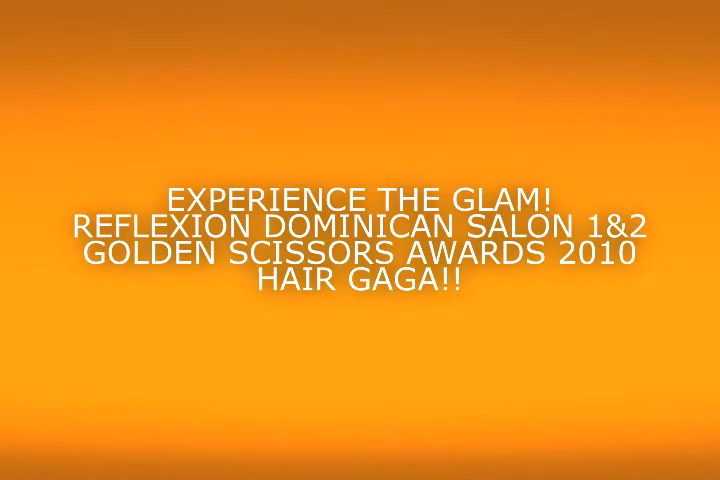 EXPERIENCE THE GLAM!
REFLEXION DOMINICAN SALON 1&2
GOLDEN SCISSORS AWARDS 2010
HAIR GAGA!!